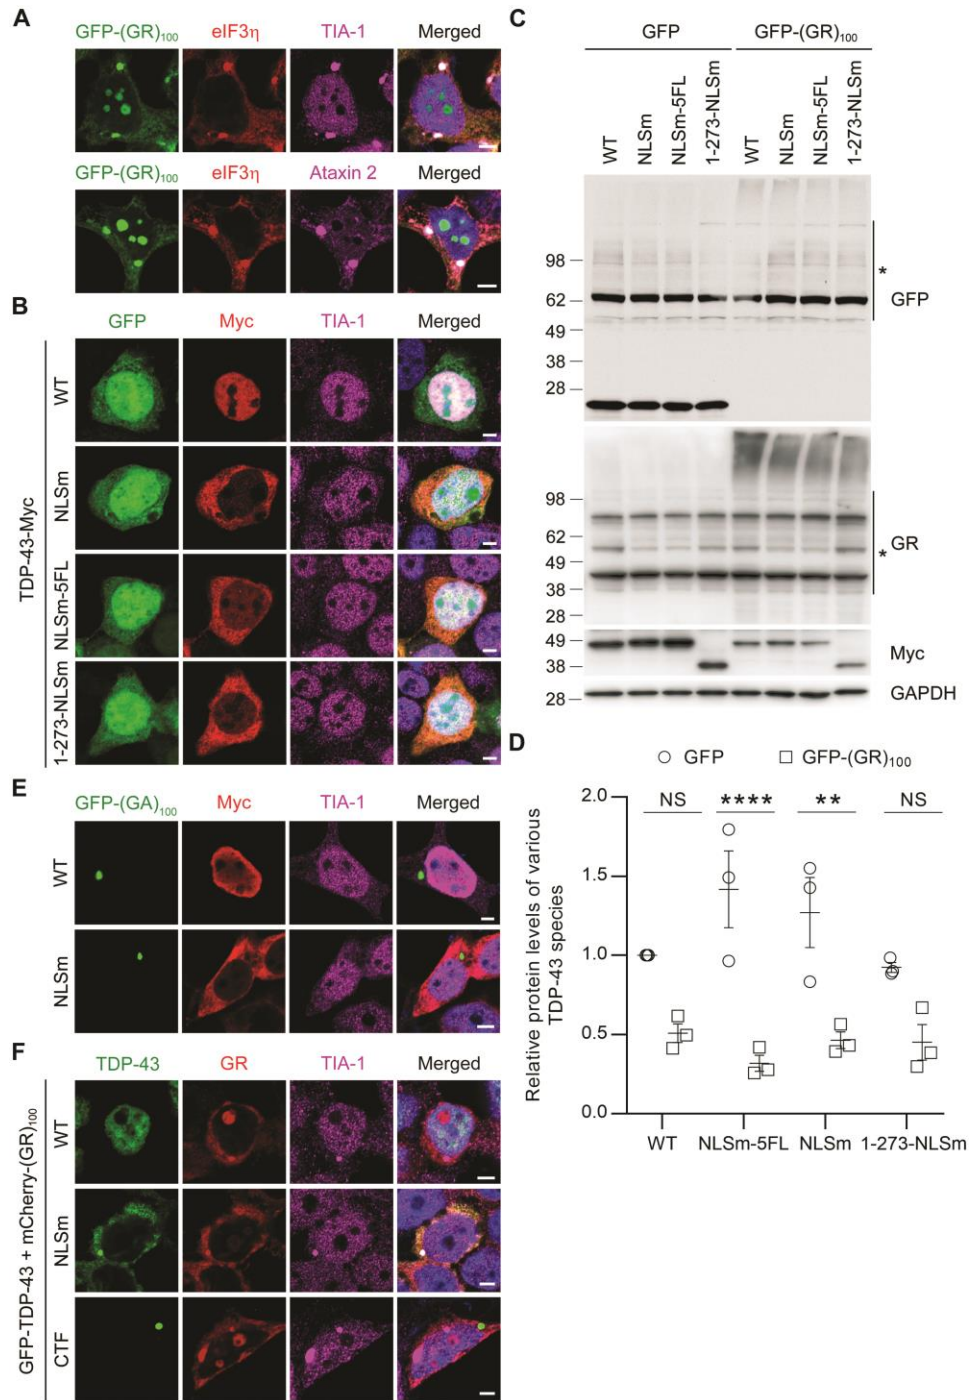 A
GFP-(GR)₁₀₀ eIF3η TIA-1 Merged
GFP-(GR)₁₀₀ eIF3η Ataxin 2 Merged
B
GFP Myc TIA-1 Merged
TDP-43-Myc
WT
NLSm
NLSm-5FL
1-273-NLSm
C
GFP GFP-(GR)₁₀₀
WT NLSm NLSm-5FL 1-273-NLSm WT NLSm NLSm-5FL 1-273-NLSm
98
62
49
38
28
*
GFP
98
62
49
38
28
GR
*
49
38
Myc
28
GAPDH
D
GFP GFP-(GR)₁₀₀
NS **** ** NS
Relative protein levels of various
TDP-43 species
2.0
1.5
1.0
0.5
0.0
WT NLSm-5FL NLSm 1-273-NLSm
E
GFP-(GA)₁₀₀ Myc TIA-1 Merged
WT
NLSm
F
TDP-43 GR TIA-1 Merged
GFP-TDP-43 + mCherry-(GR)₁₀₀
WT
NLSm
CTF